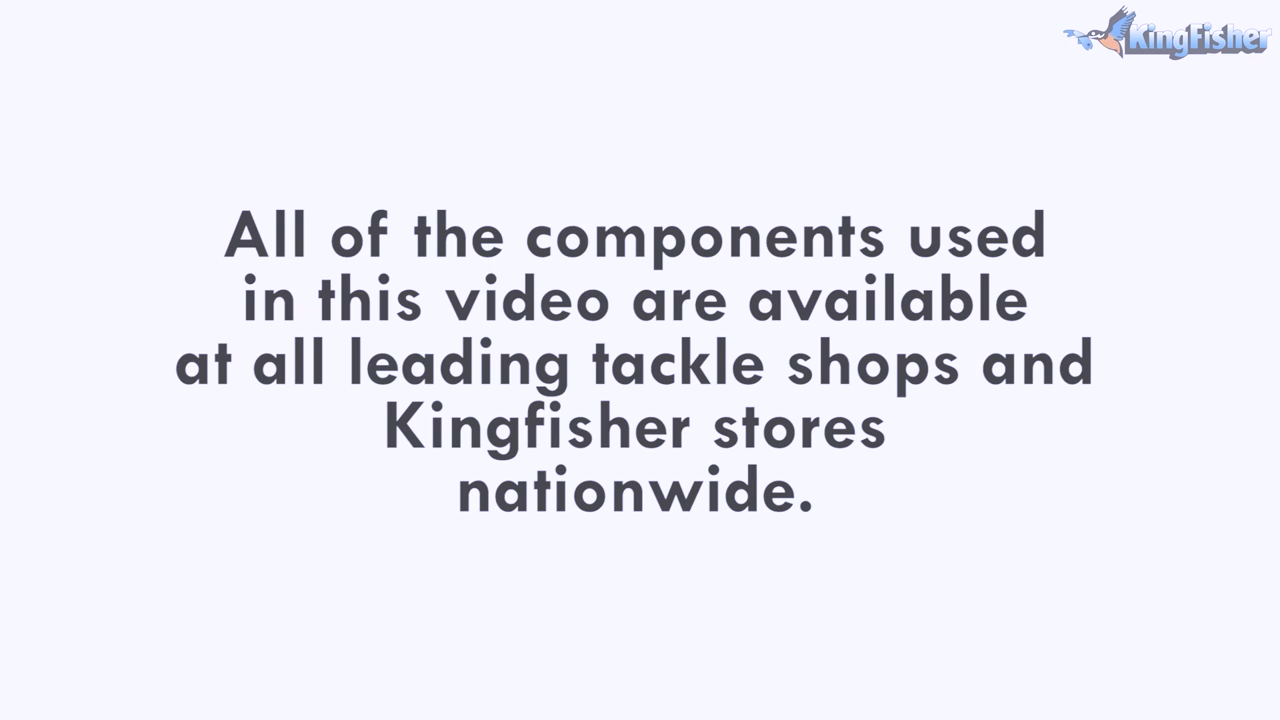 KingFisher
All of the components used
in this video are available
at all leading tackle shops and
Kingfisher stores
nationwide.